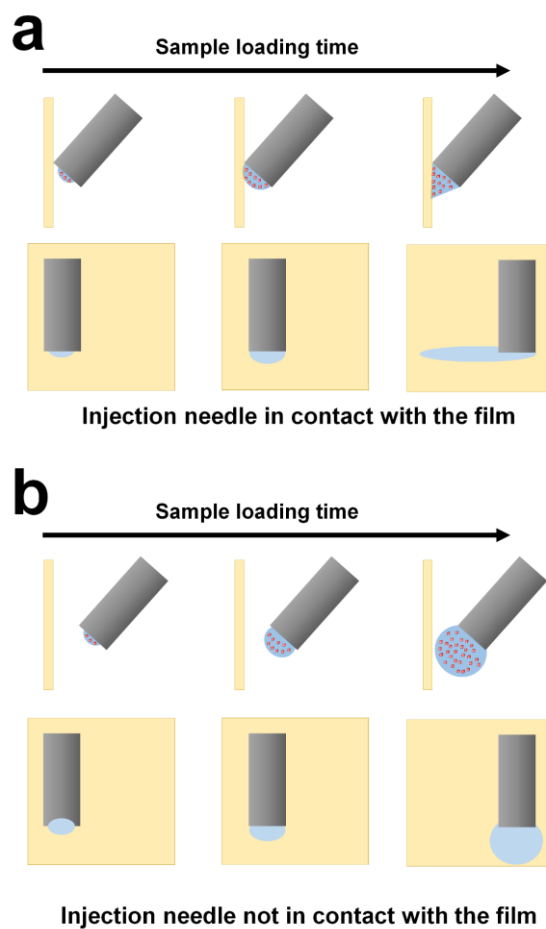 a
Sample loading time
Injection needle in contact with the film
b
Sample loading time
Injection needle not in contact with the film